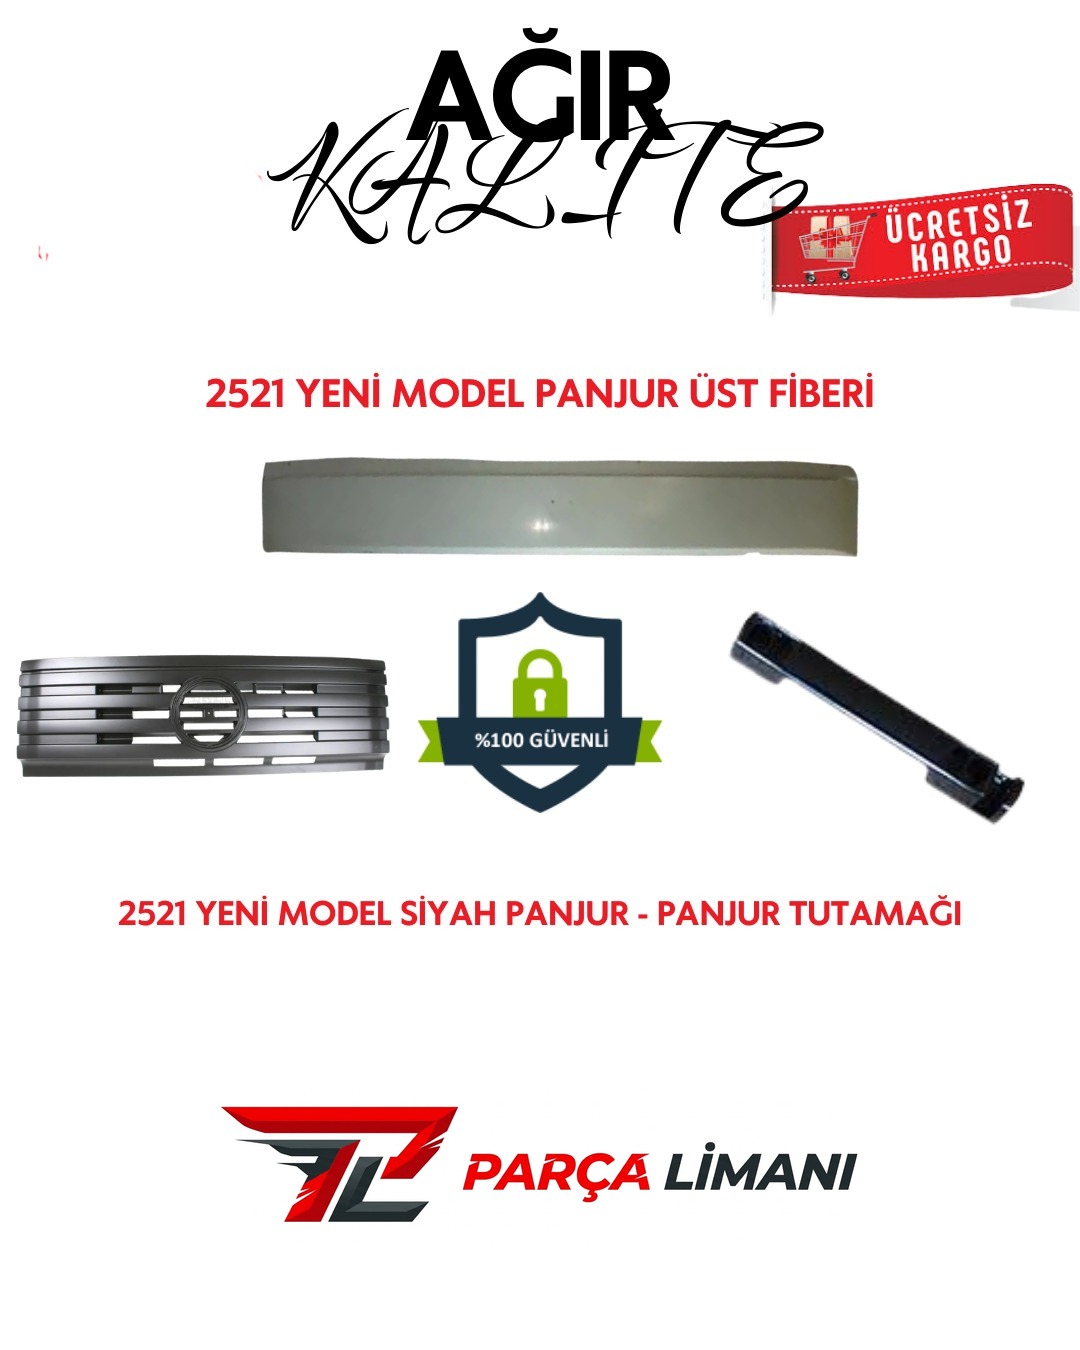 AĞIR
KALİTE
ÜCRETSİZ
KARGO
2521 YENİ MODEL PANJUR ÜST FİBERİ
%100 GÜVENLİ
2521 YENİ MODEL SİYAH PANJUR - PANJUR TUTAMAĞI
PARÇA LİMANI